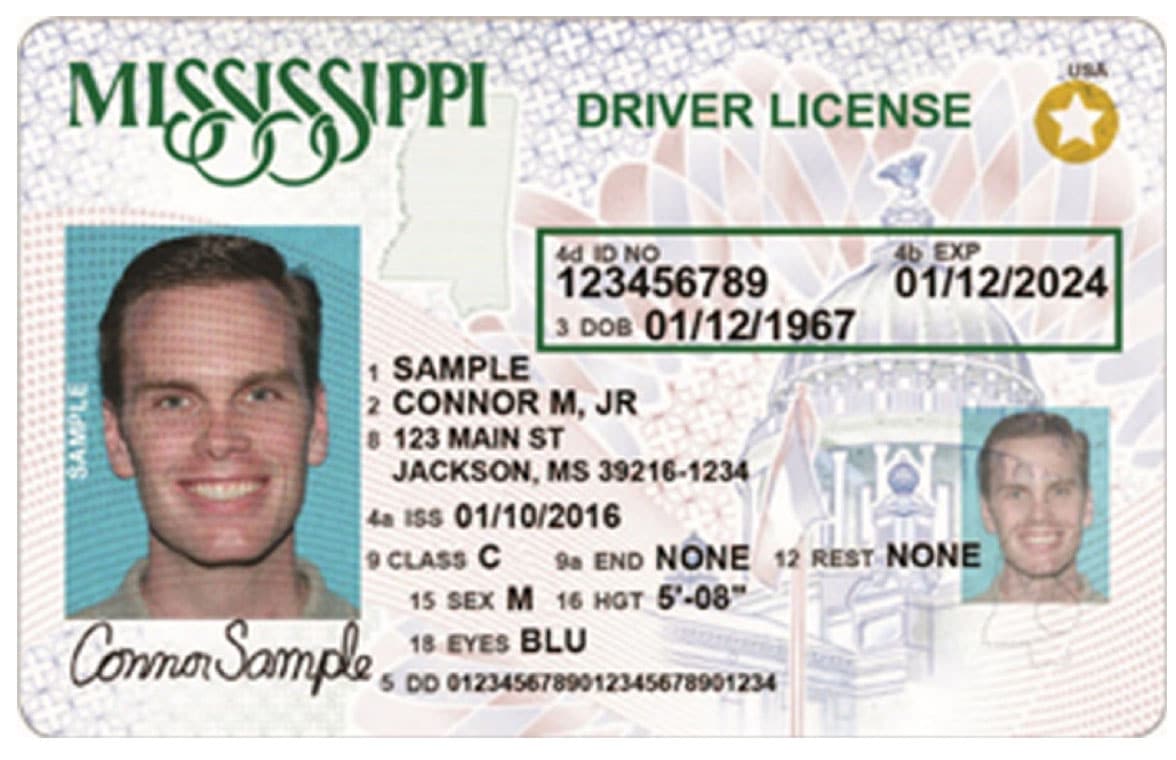 MISSISSIPPI
DRIVER LICENSE
USA
4d ID NO 4b EXP
123456789 01/12/2024
3 DOB 01/12/1967
1 SAMPLE
2 CONNOR M, JR
8 123 MAIN ST
JACKSON, MS 39216-1234
4a ISS 01/10/2016
9 CLASS C 9a END NONE 12 REST NONE
15 SEX M 16 HGT 5'-08"
18 EYES BLU
5 DD 0123456789012345678901234
SAMPLE
Connor Sample